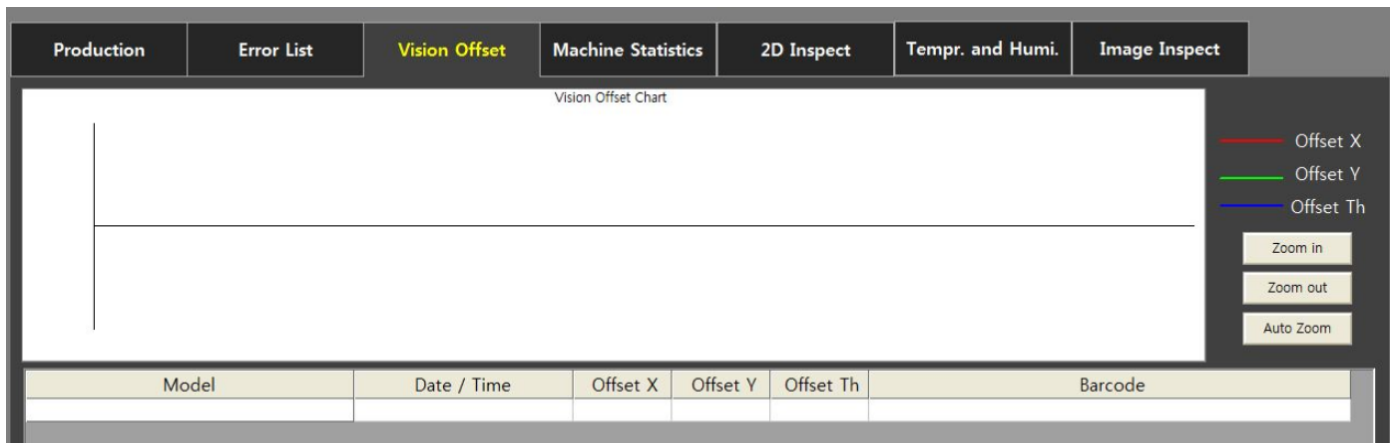 Production Error List Vision Offset Machine Statistics 2D Inspect Tempr. and Humi. Image Inspect
Vision Offset Chart
Offset X
Offset Y
Offset Th
Zoom in
Zoom out
Auto Zoom
Model Date / Time Offset X Offset Y Offset Th Barcode